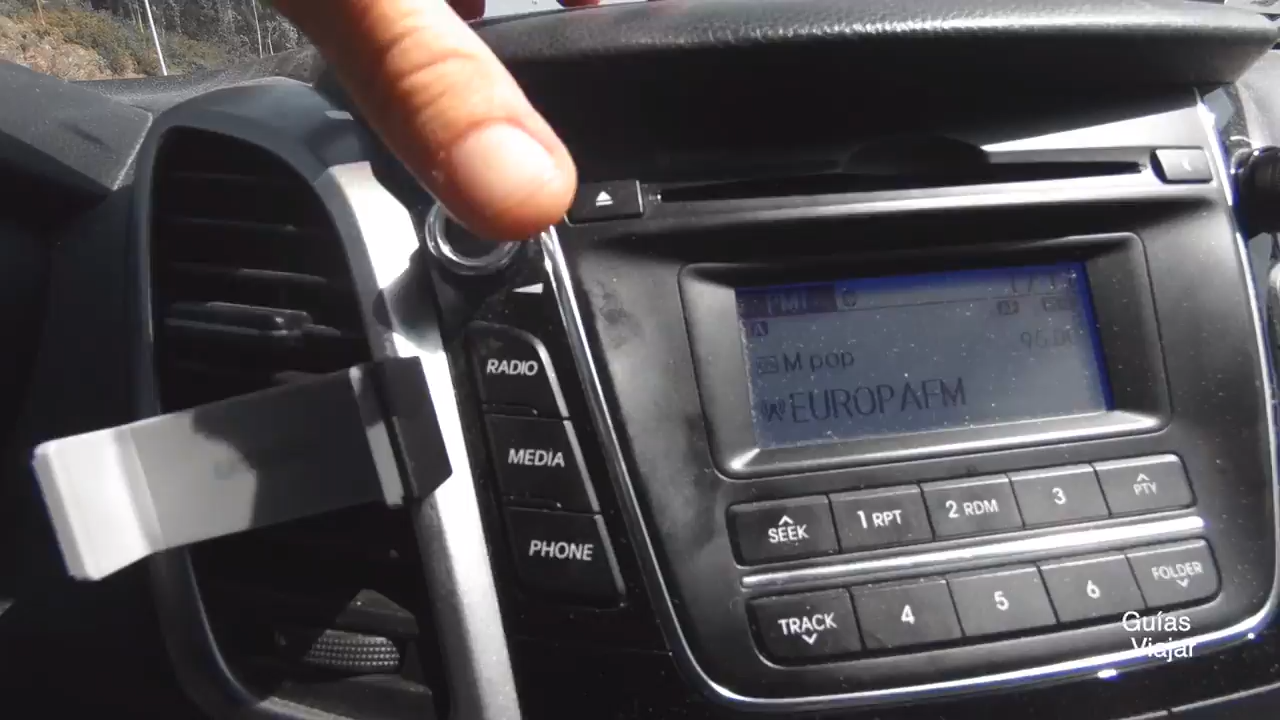 RADIO
MEDIA
PHONE
M pop
EUROPAFM
SEEK
1 RPT
2 RDM
3
PTY
TRACK
4
5
6
FOLDER
Guías
Viajar